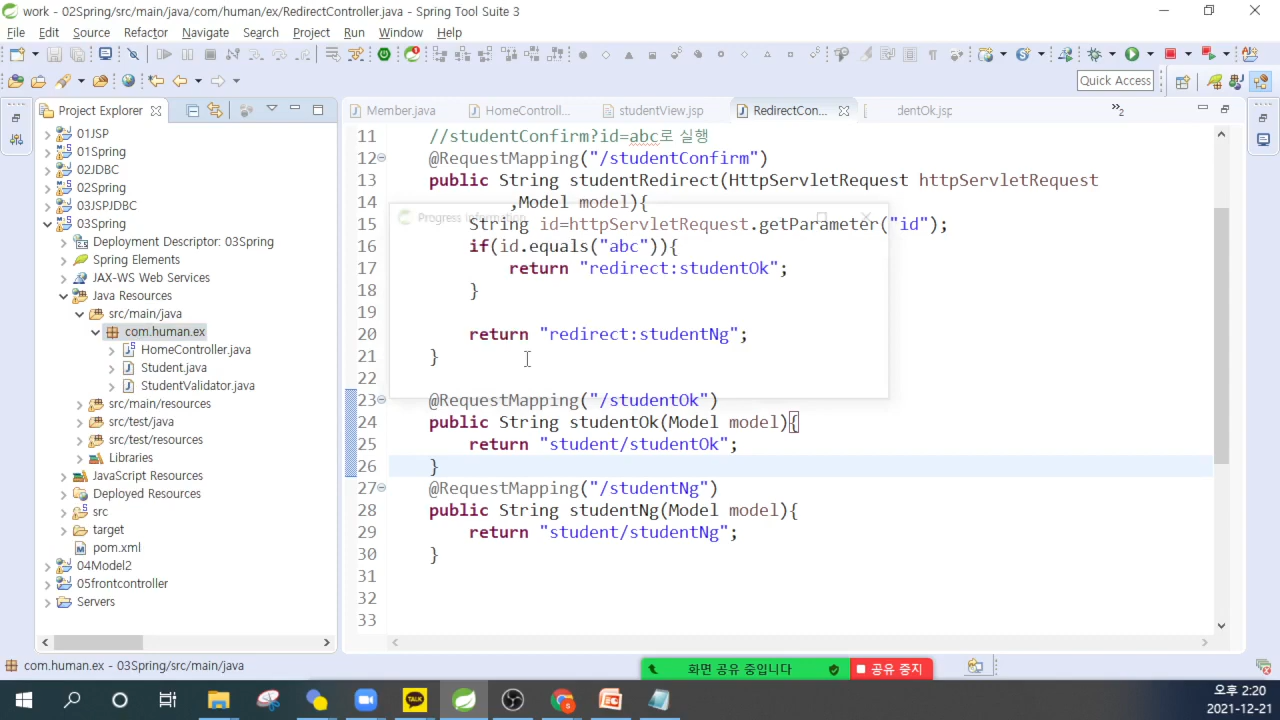 work - 02Spring/src/main/java/com/human/ex/RedirectController.java - Spring Tool Suite 3
File Edit Source Refactor Navigate Search Project Run Window Help
Quick Access
Project Explorer
Member.java
HomeControll...
studentView.jsp
RedirectCon...
dentOk.jsp
»2
01JSP
01Spring
02JDBC
02Spring
03JSPJDBC
03Spring
Deployment Descriptor: 03Spring
Spring Elements
JAX-WS Web Services
Java Resources
src/main/java
com.human.ex
HomeController.java
Student.java
StudentValidator.java
src/main/resources
src/test/java
src/test/resources
Libraries
JavaScript Resources
Deployed Resources
src
target
pom.xml
04Model2
05frontcontroller
Servers
11 //studentConfirm?id=abc로 실행
12 @RequestMapping("/studentConfirm")
13 public String studentRedirect(HttpServletRequest httpServletRequest
14 ,Model model){
Progress Information
15 String id=httpServletRequest.getParameter("id");
16 if(id.equals("abc")){
17 return "redirect:studentOk";
18 }
19
20 return "redirect:studentNg";
21 }
22
23 @RequestMapping("/studentOk")
24 public String studentOk(Model model){
25 return "student/studentOk";
26 }
27 @RequestMapping("/studentNg")
28 public String studentNg(Model model){
29 return "student/studentNg";
30 }
31
32
33
com.human.ex - 03Spring/src/main/java
화면 공유 중입니다
공유 중지
TALK
오후 2:20
2021-12-21